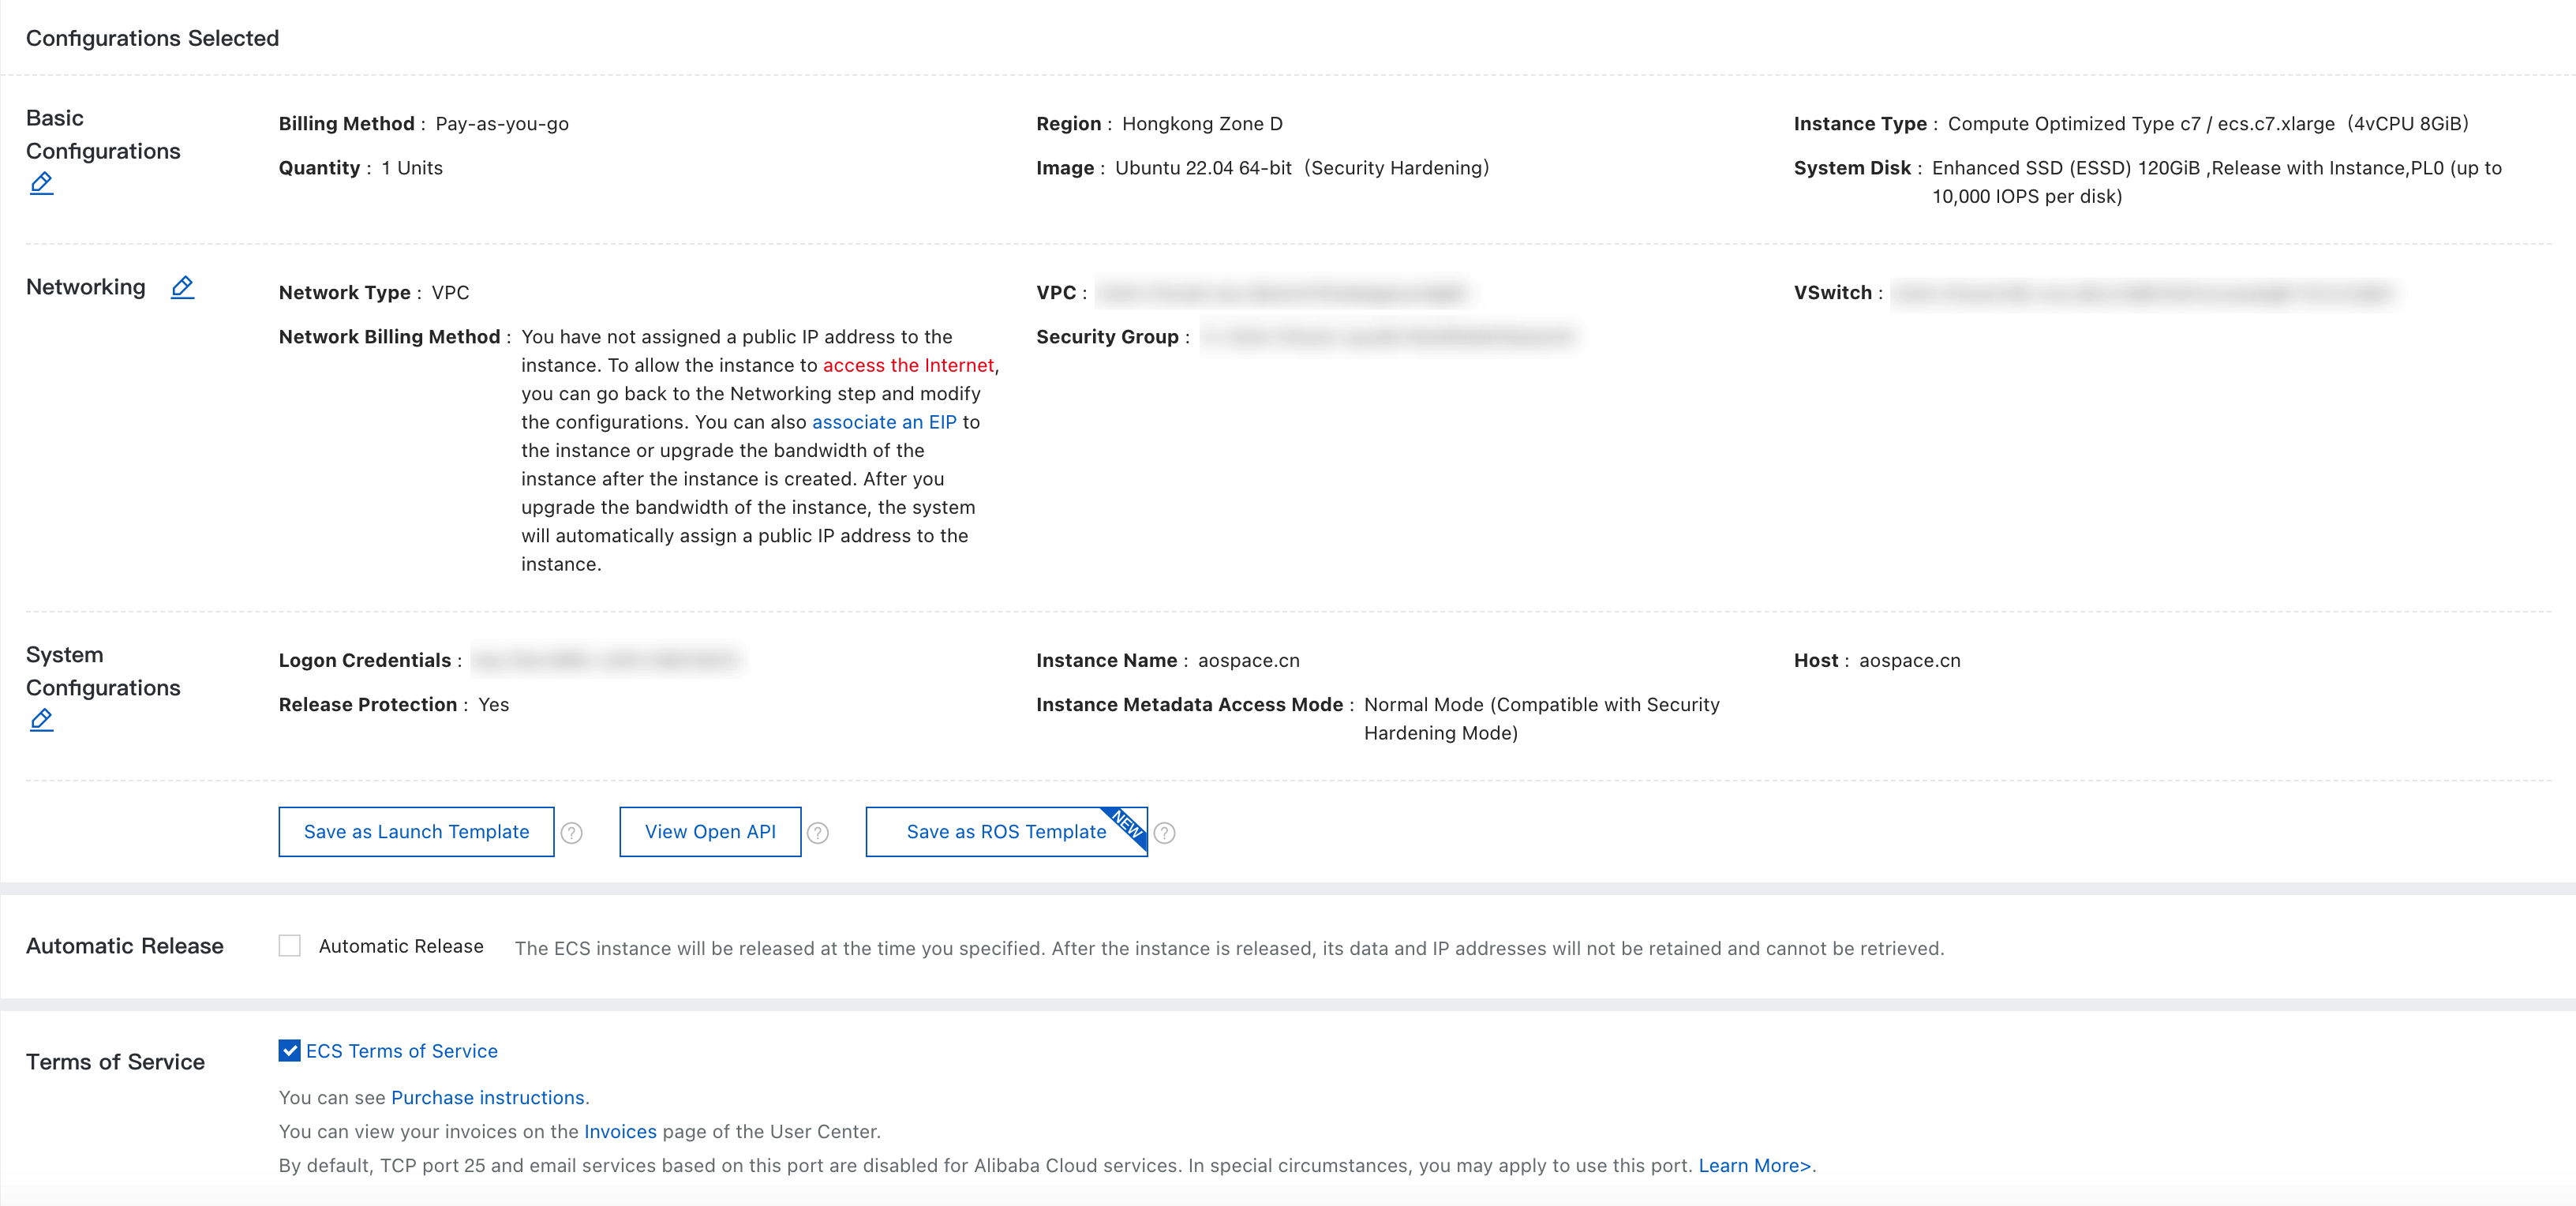 Configurations Selected
Basic
Configurations
Billing Method : Pay-as-you-go
Region : Hongkong Zone D
Instance Type : Compute Optimized Type c7 / ecs.c7.xlarge (4vCPU 8GiB)
Quantity : 1 Units
Image : Ubuntu 22.04 64-bit (Security Hardening)
System Disk : Enhanced SSD (ESSD) 120GiB ,Release with Instance,PL0 (up to
10,000 IOPS per disk)
Networking
Network Type : VPC
VPC :
VSwitch :
Network Billing Method : You have not assigned a public IP address to the
instance. To allow the instance to access the Internet,
you can go back to the Networking step and modify
the configurations. You can also associate an EIP to
the instance or upgrade the bandwidth of the
instance after the instance is created. After you
upgrade the bandwidth of the instance, the system
will automatically assign a public IP address to the
instance.
Security Group :
System
Configurations
Logon Credentials :
Instance Name : aospace.cn
Host : aospace.cn
Release Protection : Yes
Instance Metadata Access Mode : Normal Mode (Compatible with Security
Hardening Mode)
Save as Launch Template ?
View Open API ?
Save as ROS Template NEW ?
Automatic Release
Automatic Release The ECS instance will be released at the time you specified. After the instance is released, its data and IP addresses will not be retained and cannot be retrieved.
Terms of Service
ECS Terms of Service
You can see Purchase instructions.
You can view your invoices on the Invoices page of the User Center.
By default, TCP port 25 and email services based on this port are disabled for Alibaba Cloud services. In special circumstances, you may apply to use this port. Learn More>.